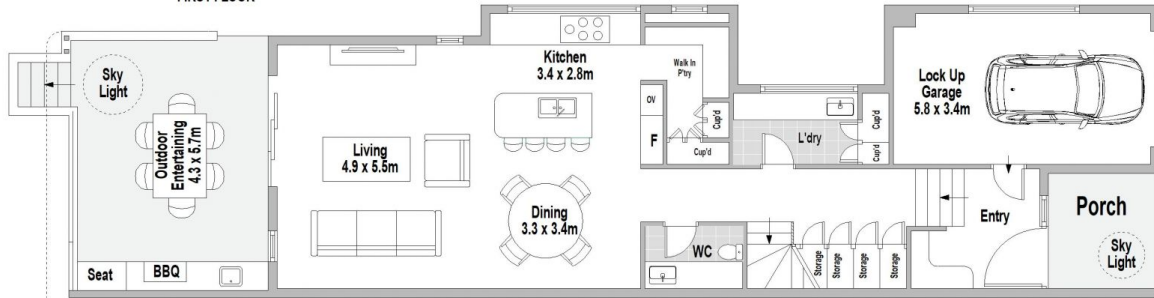 Sky
Light
Outdoor
Entertaining
4.3 x 5.7m
Seat
BBQ
Living
4.9 x 5.5m
Kitchen
3.4 x 2.8m
Dining
3.3 x 3.4m
Walk In
P'try
OV
F
Cup'd
Cup'd
L'dry
Cup'd
Cup'd
WC
Storage
Storage
Storage
Storage
Lock Up
Garage
5.8 x 3.4m
Entry
Porch
Sky
Light